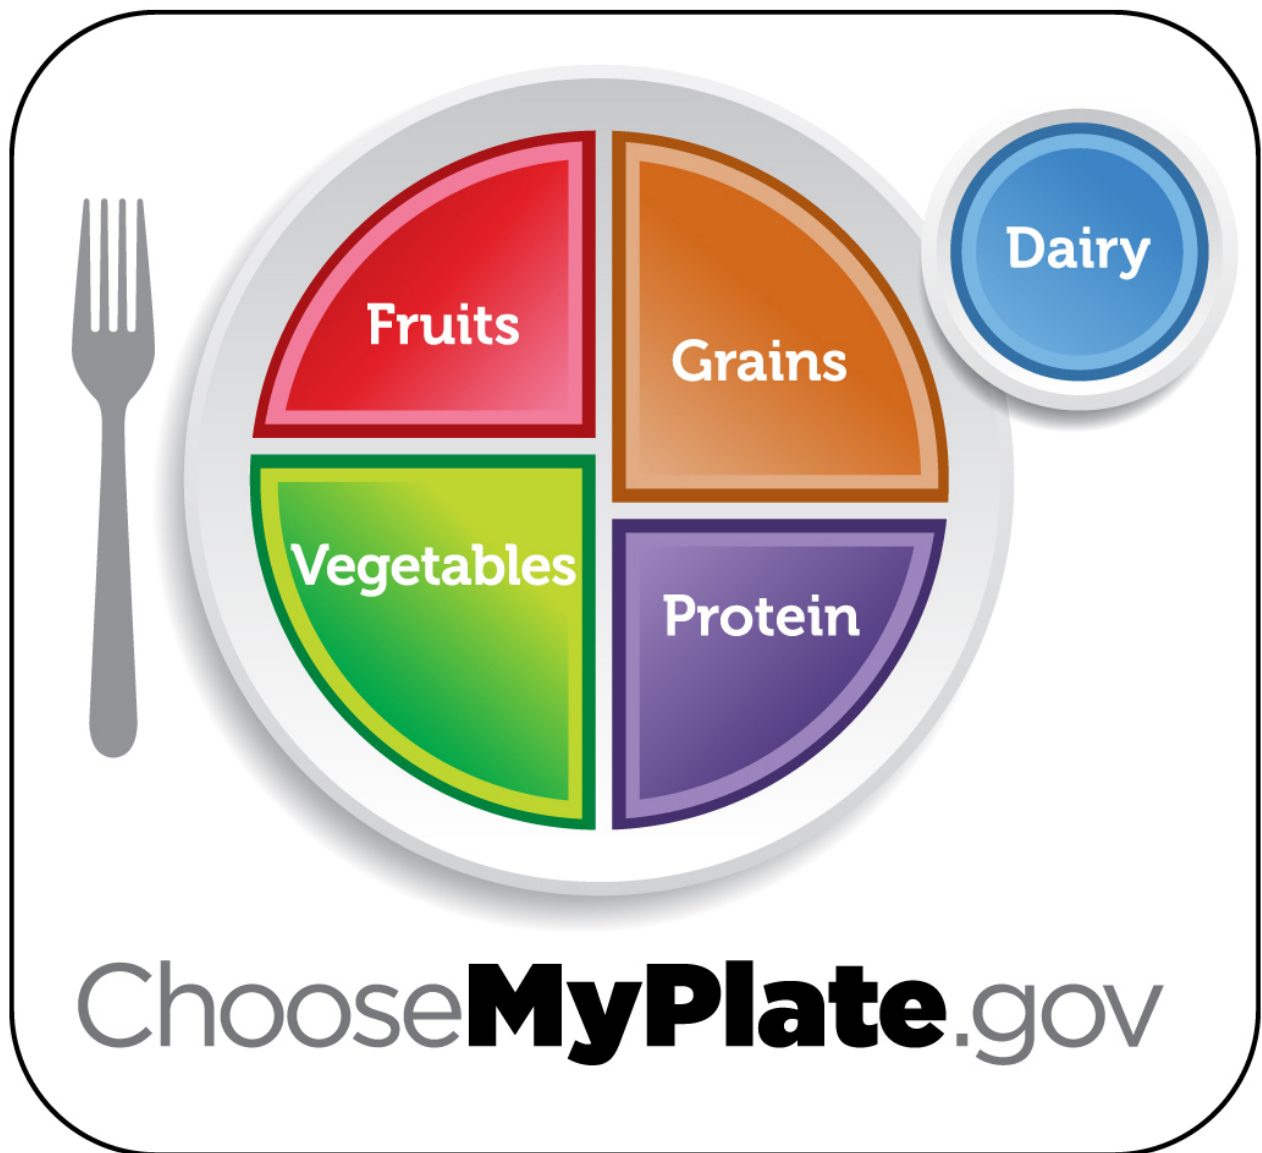 Dairy
Fruits
Grains
Vegetables
Protein
ChooseMyPlate.gov